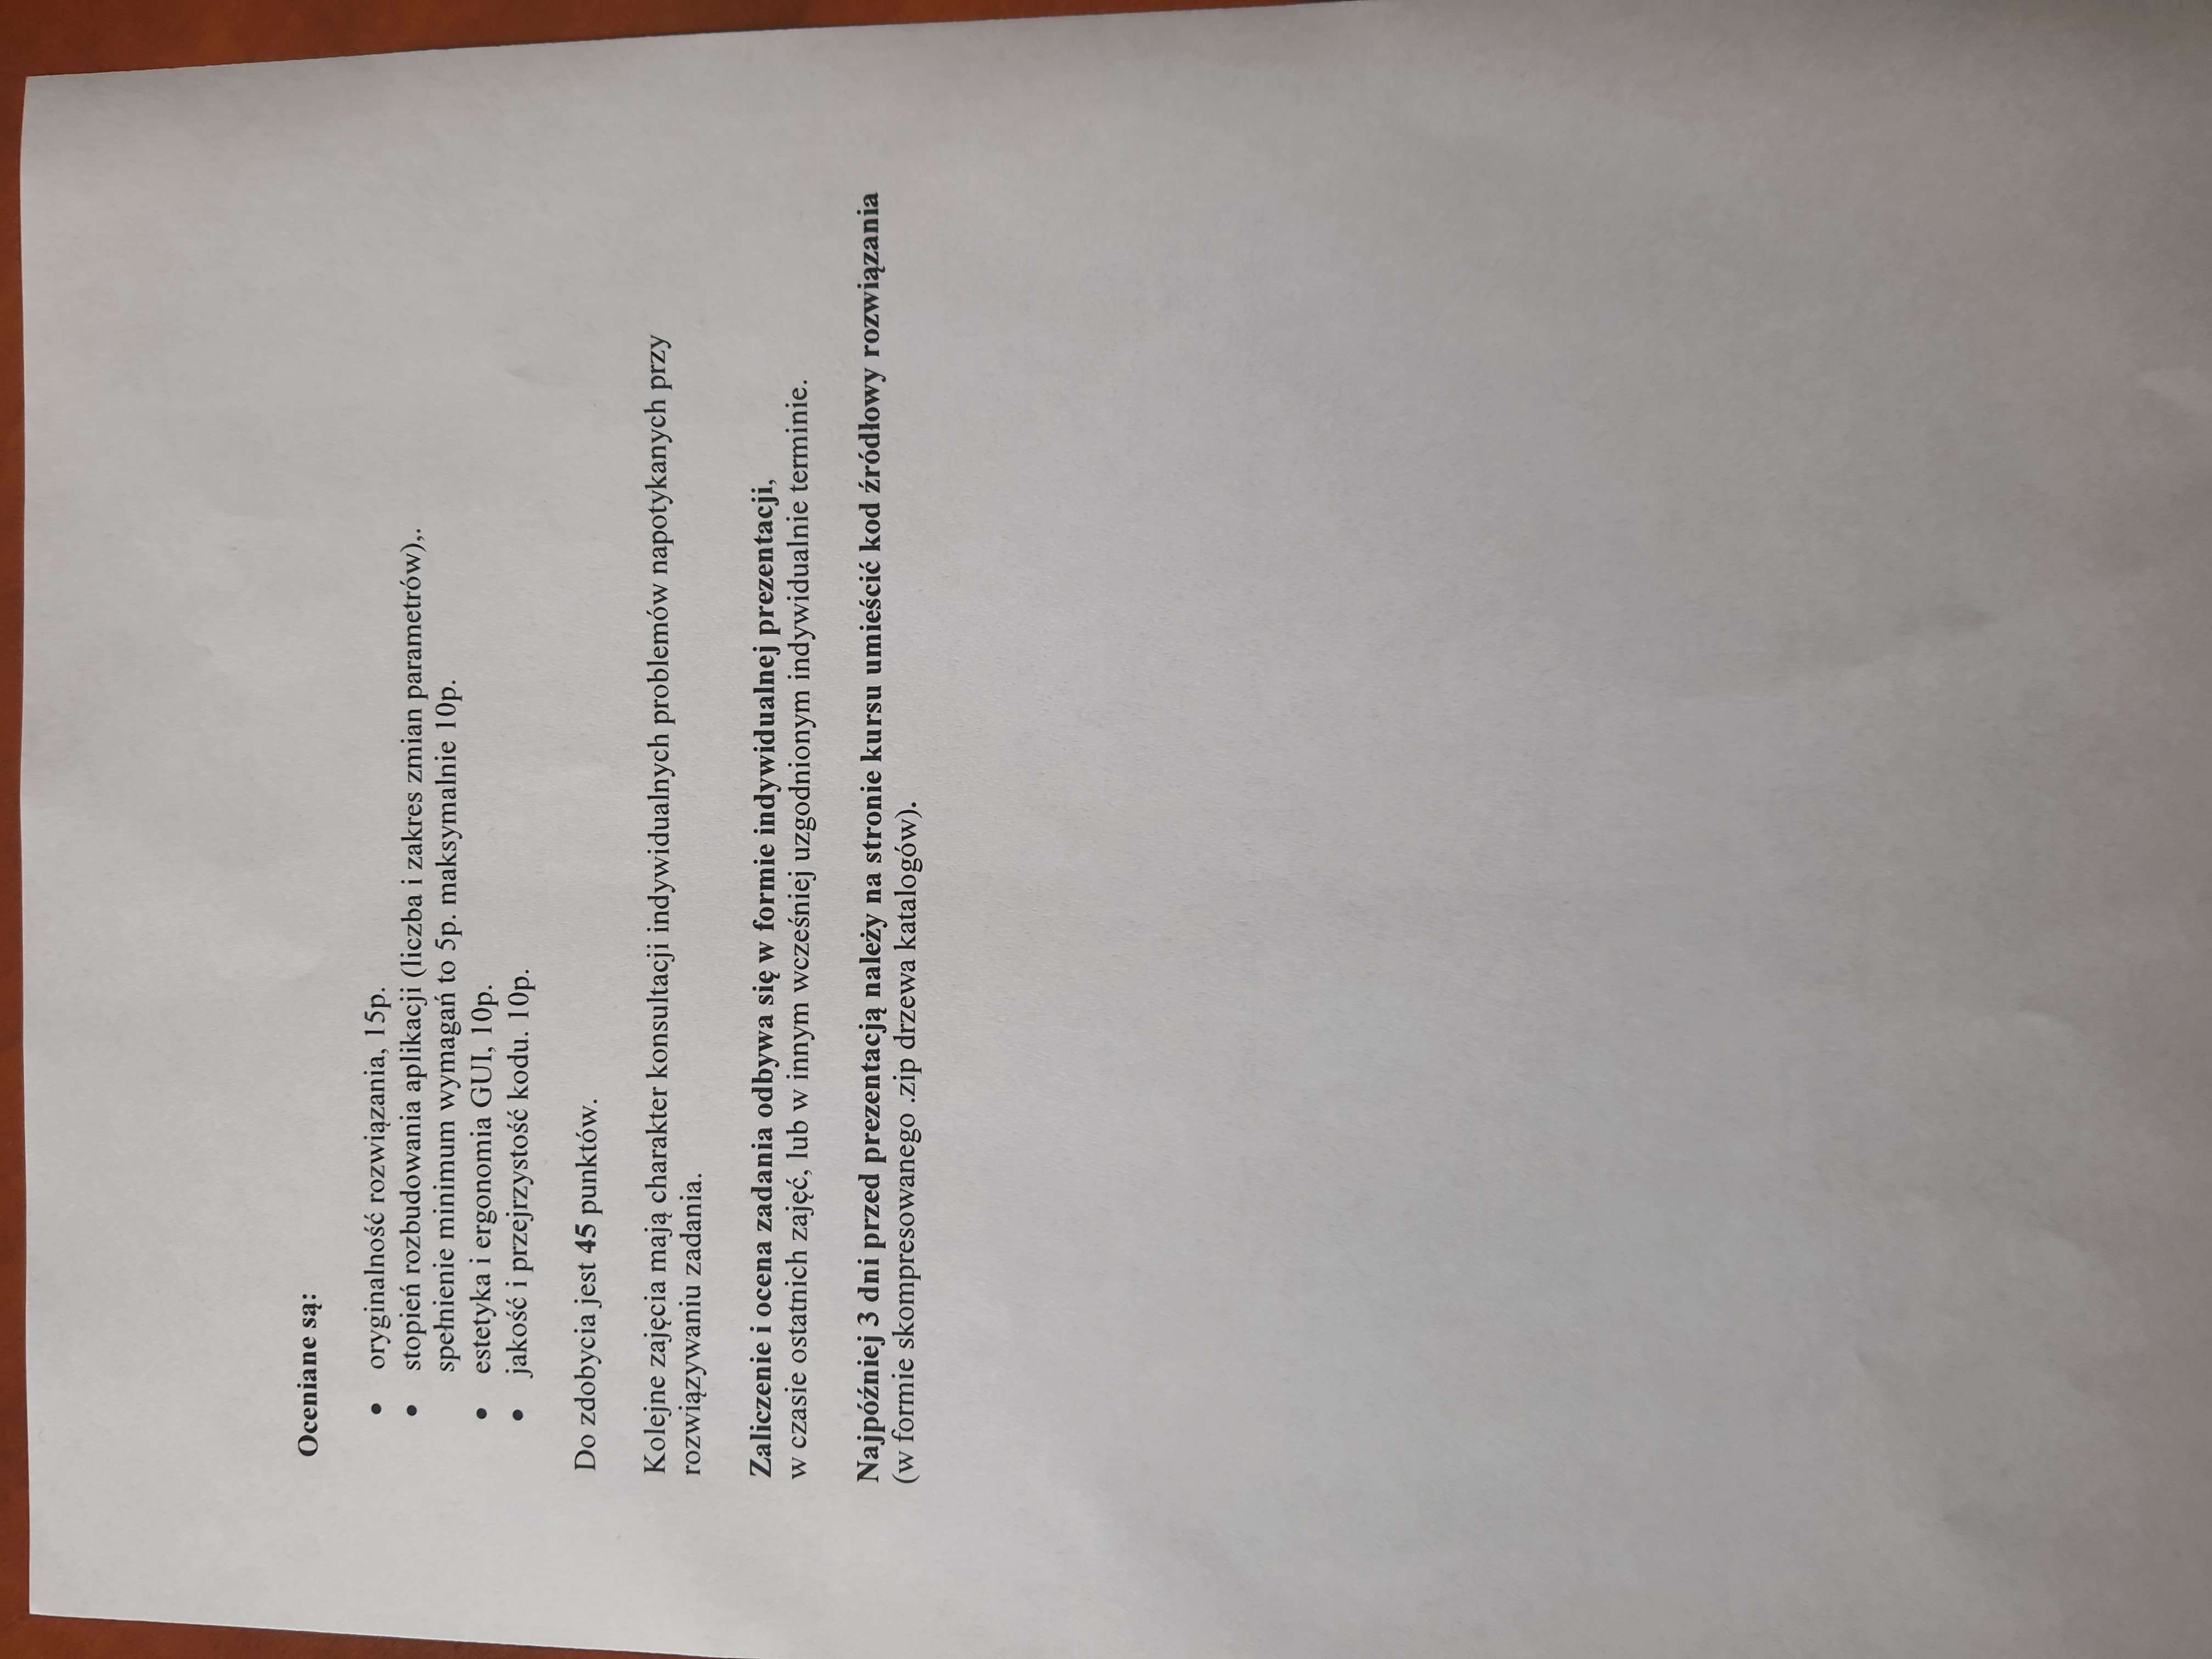 Oceniane są:
• oryginalność rozwiązania, 15p.
• stopień rozbudowania aplikacji (liczba i zakres zmian parametrów),.
spełnienie minimum wymagań to 5p. maksymalnie 10p.
• estetyka i ergonomia GUI, 10p.
• jakość i przejrzystość kodu. 10p.
Do zdobycia jest 45 punktów.
Kolejne zajęcia mają charakter konsultacji indywidualnych problemów napotykanych przy
rozwiązywaniu zadania.
Zaliczenie i ocena zadania odbywa się w formie indywidualnej prezentacji,
w czasie ostatnich zajęć, lub w innym wcześniej uzgodnionym indywidualnie terminie.
Najpóźniej 3 dni przed prezentacją należy na stronie kursu umieścić kod źródłowy rozwiązania
(w formie skompresowanego .zip drzewa katalogów).